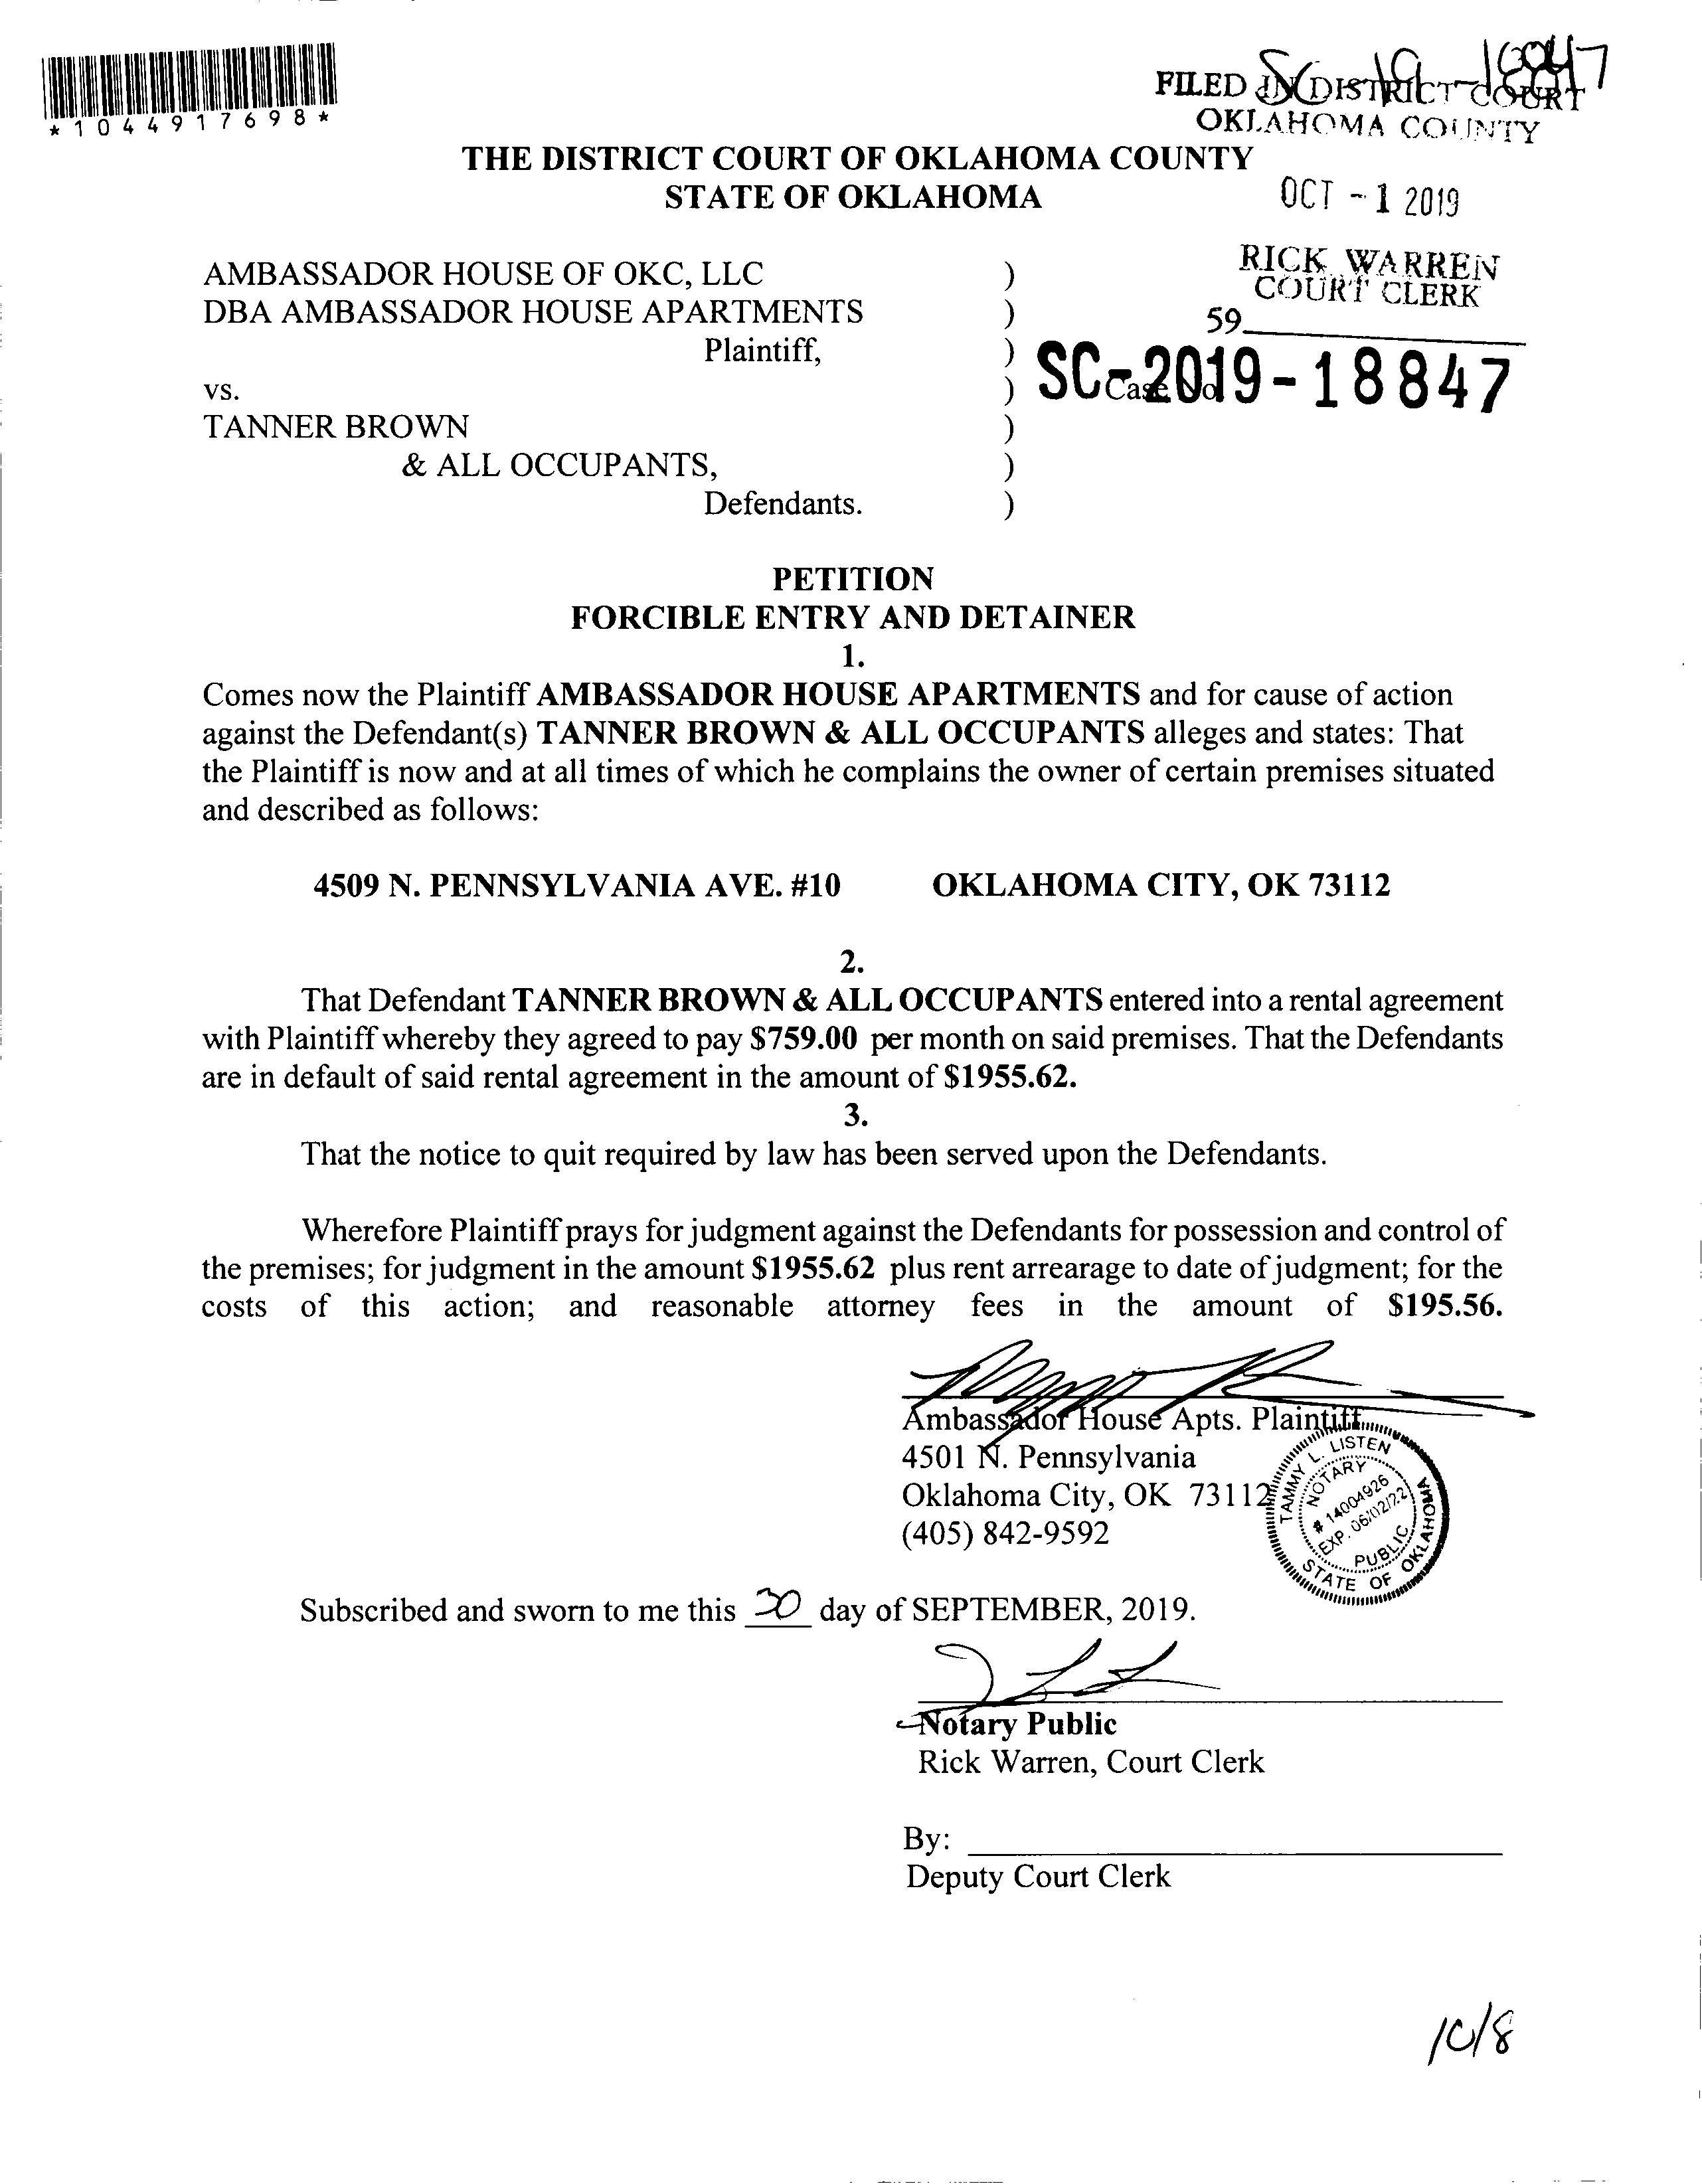 *1044917698*
SC-19-18847
FILED IN DISTRICT COURT
OKLAHOMA COUNTY
THE DISTRICT COURT OF OKLAHOMA COUNTY
STATE OF OKLAHOMA
OCT - 1 2019
RICK WARREN
COURT CLERK
59
AMBASSADOR HOUSE OF OKC, LLC )
DBA AMBASSADOR HOUSE APARTMENTS )
Plaintiff, ) SC-2019-18847
vs. ) Case No.
TANNER BROWN )
& ALL OCCUPANTS, )
Defendants. )
PETITION
FORCIBLE ENTRY AND DETAINER
1.
Comes now the Plaintiff AMBASSADOR HOUSE APARTMENTS and for cause of action
against the Defendant(s) TANNER BROWN & ALL OCCUPANTS alleges and states: That
the Plaintiff is now and at all times of which he complains the owner of certain premises situated
and described as follows:
4509 N. PENNSYLVANIA AVE. #10 OKLAHOMA CITY, OK 73112
2.
That Defendant TANNER BROWN & ALL OCCUPANTS entered into a rental agreement
with Plaintiff whereby they agreed to pay $759.00 per month on said premises. That the Defendants
are in default of said rental agreement in the amount of $1955.62.
3.
That the notice to quit required by law has been served upon the Defendants.
Wherefore Plaintiff prays for judgment against the Defendants for possession and control of
the premises; for judgment in the amount $1955.62 plus rent arrearage to date of judgment; for the
costs of this action; and reasonable attorney fees in the amount of $195.56.
Ambassador House Apts. Plaintiff
4501 N. Pennsylvania
Oklahoma City, OK 73112
(405) 842-9592
TAMMY L. LISTEN
NOTARY
# 14004926
EXP. 06/02/22
PUBLIC
STATE OF OKLAHOMA
Subscribed and sworn to me this 30 day of SEPTEMBER, 2019.
Notary Public
Rick Warren, Court Clerk
By:
Deputy Court Clerk
10/8